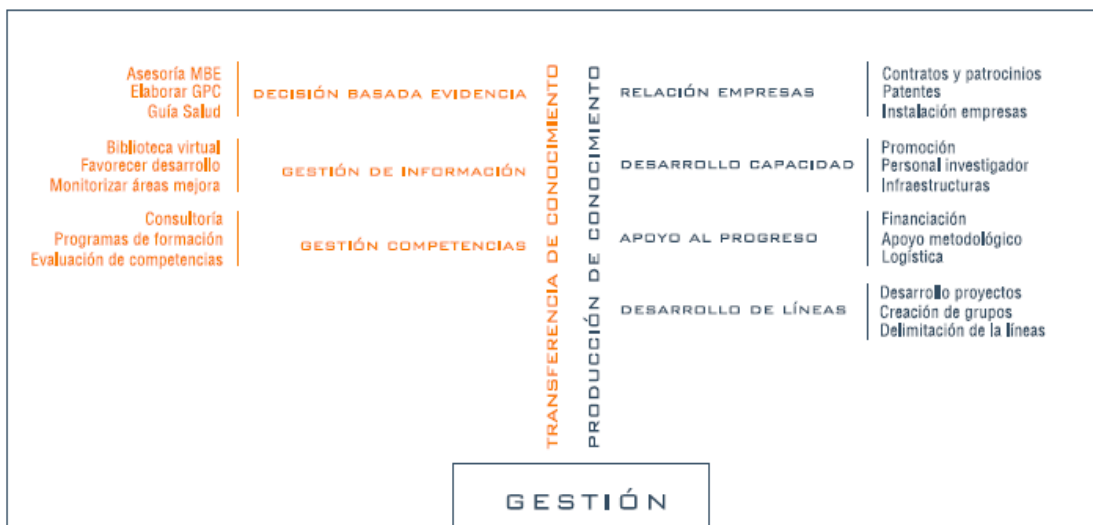 Asesoría MBE
Elaborar GPC
Guía Salud
DECISIÓN BASADA EVIDENCIA
Biblioteca virtual
Favorecer desarrollo
Monitorizar áreas mejora
GESTIÓN DE INFORMACIÓN
Consultoría
Programas de formación
Evaluación de competencias
GESTIÓN COMPETENCIAS
TRANSFERENCIA DE CONOCIMIENTO
PRODUCCIÓN DE CONOCIMIENTO
RELACIÓN EMPRESAS
Contratos y patrocinios
Patentes
Instalación empresas
DESARROLLO CAPACIDAD
Promoción
Personal investigador
Infraestructuras
APOYO AL PROGRESO
Financiación
Apoyo metodológico
Logística
DESARROLLO DE LÍNEAS
Desarrollo proyectos
Creación de grupos
Delimitación de la líneas
GESTIÓN